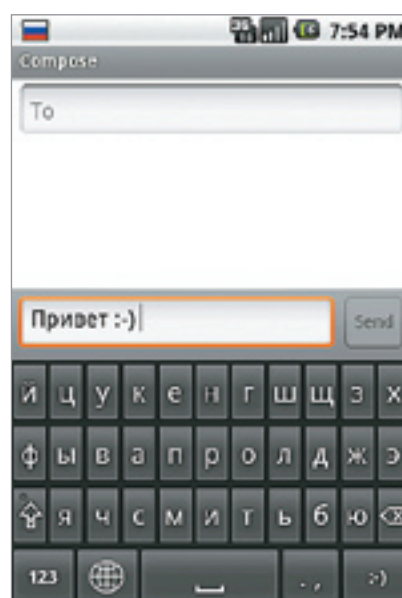 7:54 PM
Compose
To
Привет :-)
Send
й ц у к е н г ш щ з х
ф ы в а п р о л д ж э
я ч с м и т ь б ю
123 . , :-)